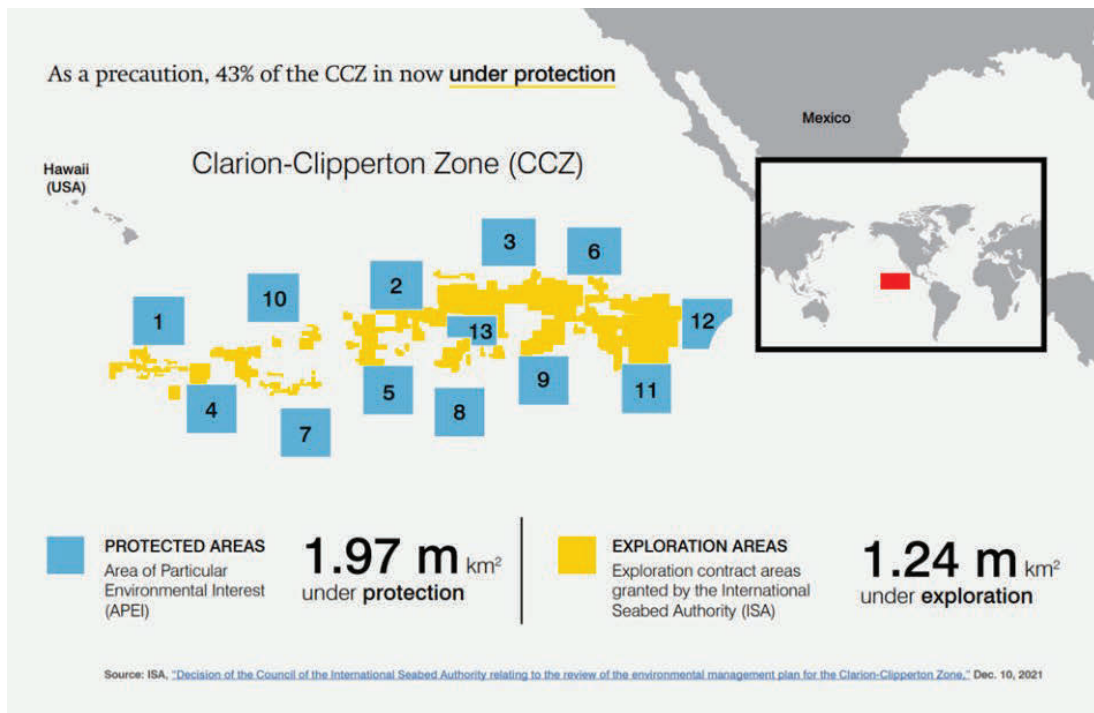 As a precaution, 43% of the CCZ in now under protection
Mexico
Clarion-Clipperton Zone (CCZ)
Hawaii
(USA)
3
6
2
10
1
13
12
9
5
11
4
8
7
PROTECTED AREAS
Area of Particular
Environmental Interest
(APEI)
1.97 m km²
under protection
EXPLORATION AREAS
Exploration contract areas
granted by the International
Seabed Authority (ISA)
1.24 m km²
under exploration
Source: ISA, "Decision of the Council of the International Seabed Authority relating to the review of the environmental management plan for the Clarion-Clipperton Zone," Dec. 10, 2021